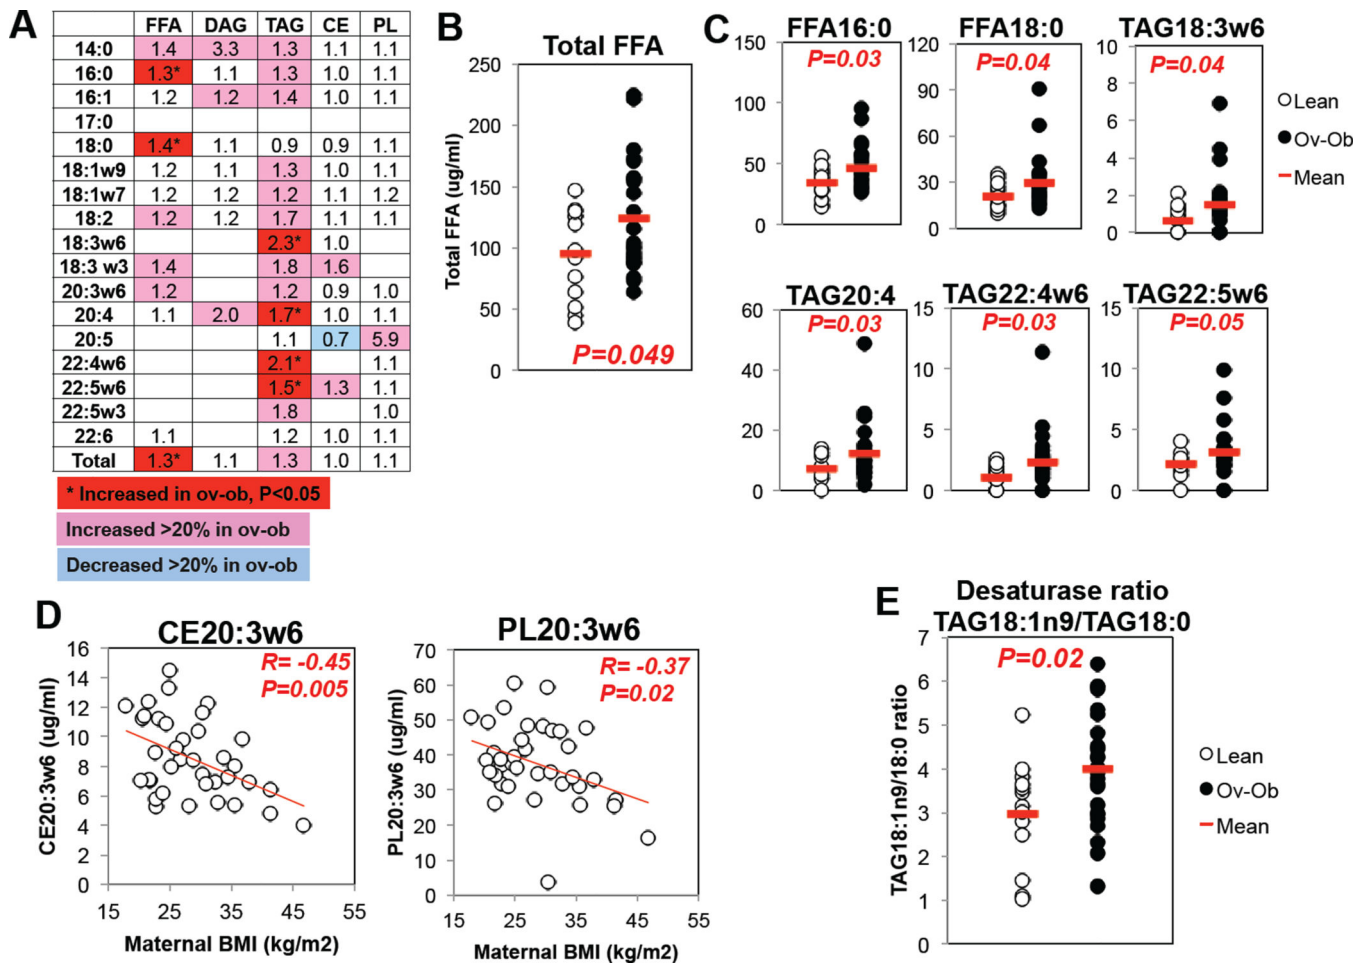 A
FFA DAG TAG CE PL
14:0 1.4 3.3 1.3 1.1 1.1
16:0 1.3* 1.1 1.3 1.0 1.1
16:1 1.2 1.2 1.4 1.0 1.1
17:0
18:0 1.4* 1.1 0.9 0.9 1.1
18:1w9 1.2 1.1 1.3 1.0 1.1
18:1w7 1.2 1.2 1.2 1.1 1.2
18:2 1.2 1.2 1.7 1.1 1.1
18:3w6 2.3* 1.0
18:3 w3 1.4 1.8 1.6
20:3w6 1.2 1.2 0.9 1.0
20:4 1.1 2.0 1.7* 1.0 1.1
20:5 1.1 0.7 5.9
22:4w6 2.1* 1.1
22:5w6 1.5* 1.3 1.1
22:5w3 1.8 1.0
22:6 1.1 1.2 1.0 1.1
Total 1.3* 1.1 1.3 1.0 1.1
* Increased in ov-ob, P<0.05
Increased >20% in ov-ob
Decreased >20% in ov-ob
B
Total FFA
Total FFA (ug/ml)
250
200
150
100
50
0
P=0.049
C
FFA16:0
P=0.03
150
100
50
0
FFA18:0
P=0.04
120
90
60
30
0
TAG18:3w6
P=0.04
10
8
6
4
2
0
Lean
Ov-Ob
Mean
TAG20:4
P=0.03
60
40
20
0
TAG22:4w6
P=0.03
15
10
5
0
TAG22:5w6
P=0.05
15
10
5
0
D
CE20:3w6
R= -0.45
P=0.005
CE20:3w6 (ug/ml)
16
14
12
10
8
6
4
2
0
15 25 35 45 55
Maternal BMI (kg/m2)
PL20:3w6
R= -0.37
P=0.02
PL20:3w6 (ug/ml)
70
60
50
40
30
20
10
0
15 25 35 45 55
Maternal BMI (kg/m2)
E
Desaturase ratio
TAG18:1n9/TAG18:0
P=0.02
TAG18:1n9/18:0 ratio
7
6
5
4
3
2
1
0
Lean
Ov-Ob
Mean